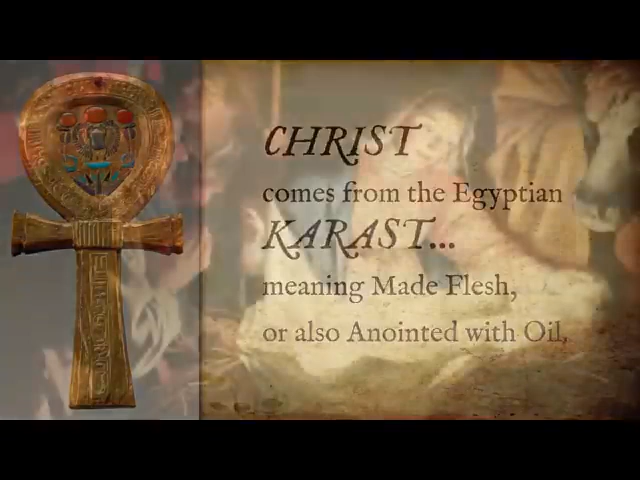 CHRIST
comes from the Egyptian
KARAST...
meaning Made Flesh,
or also Anointed with Oil,